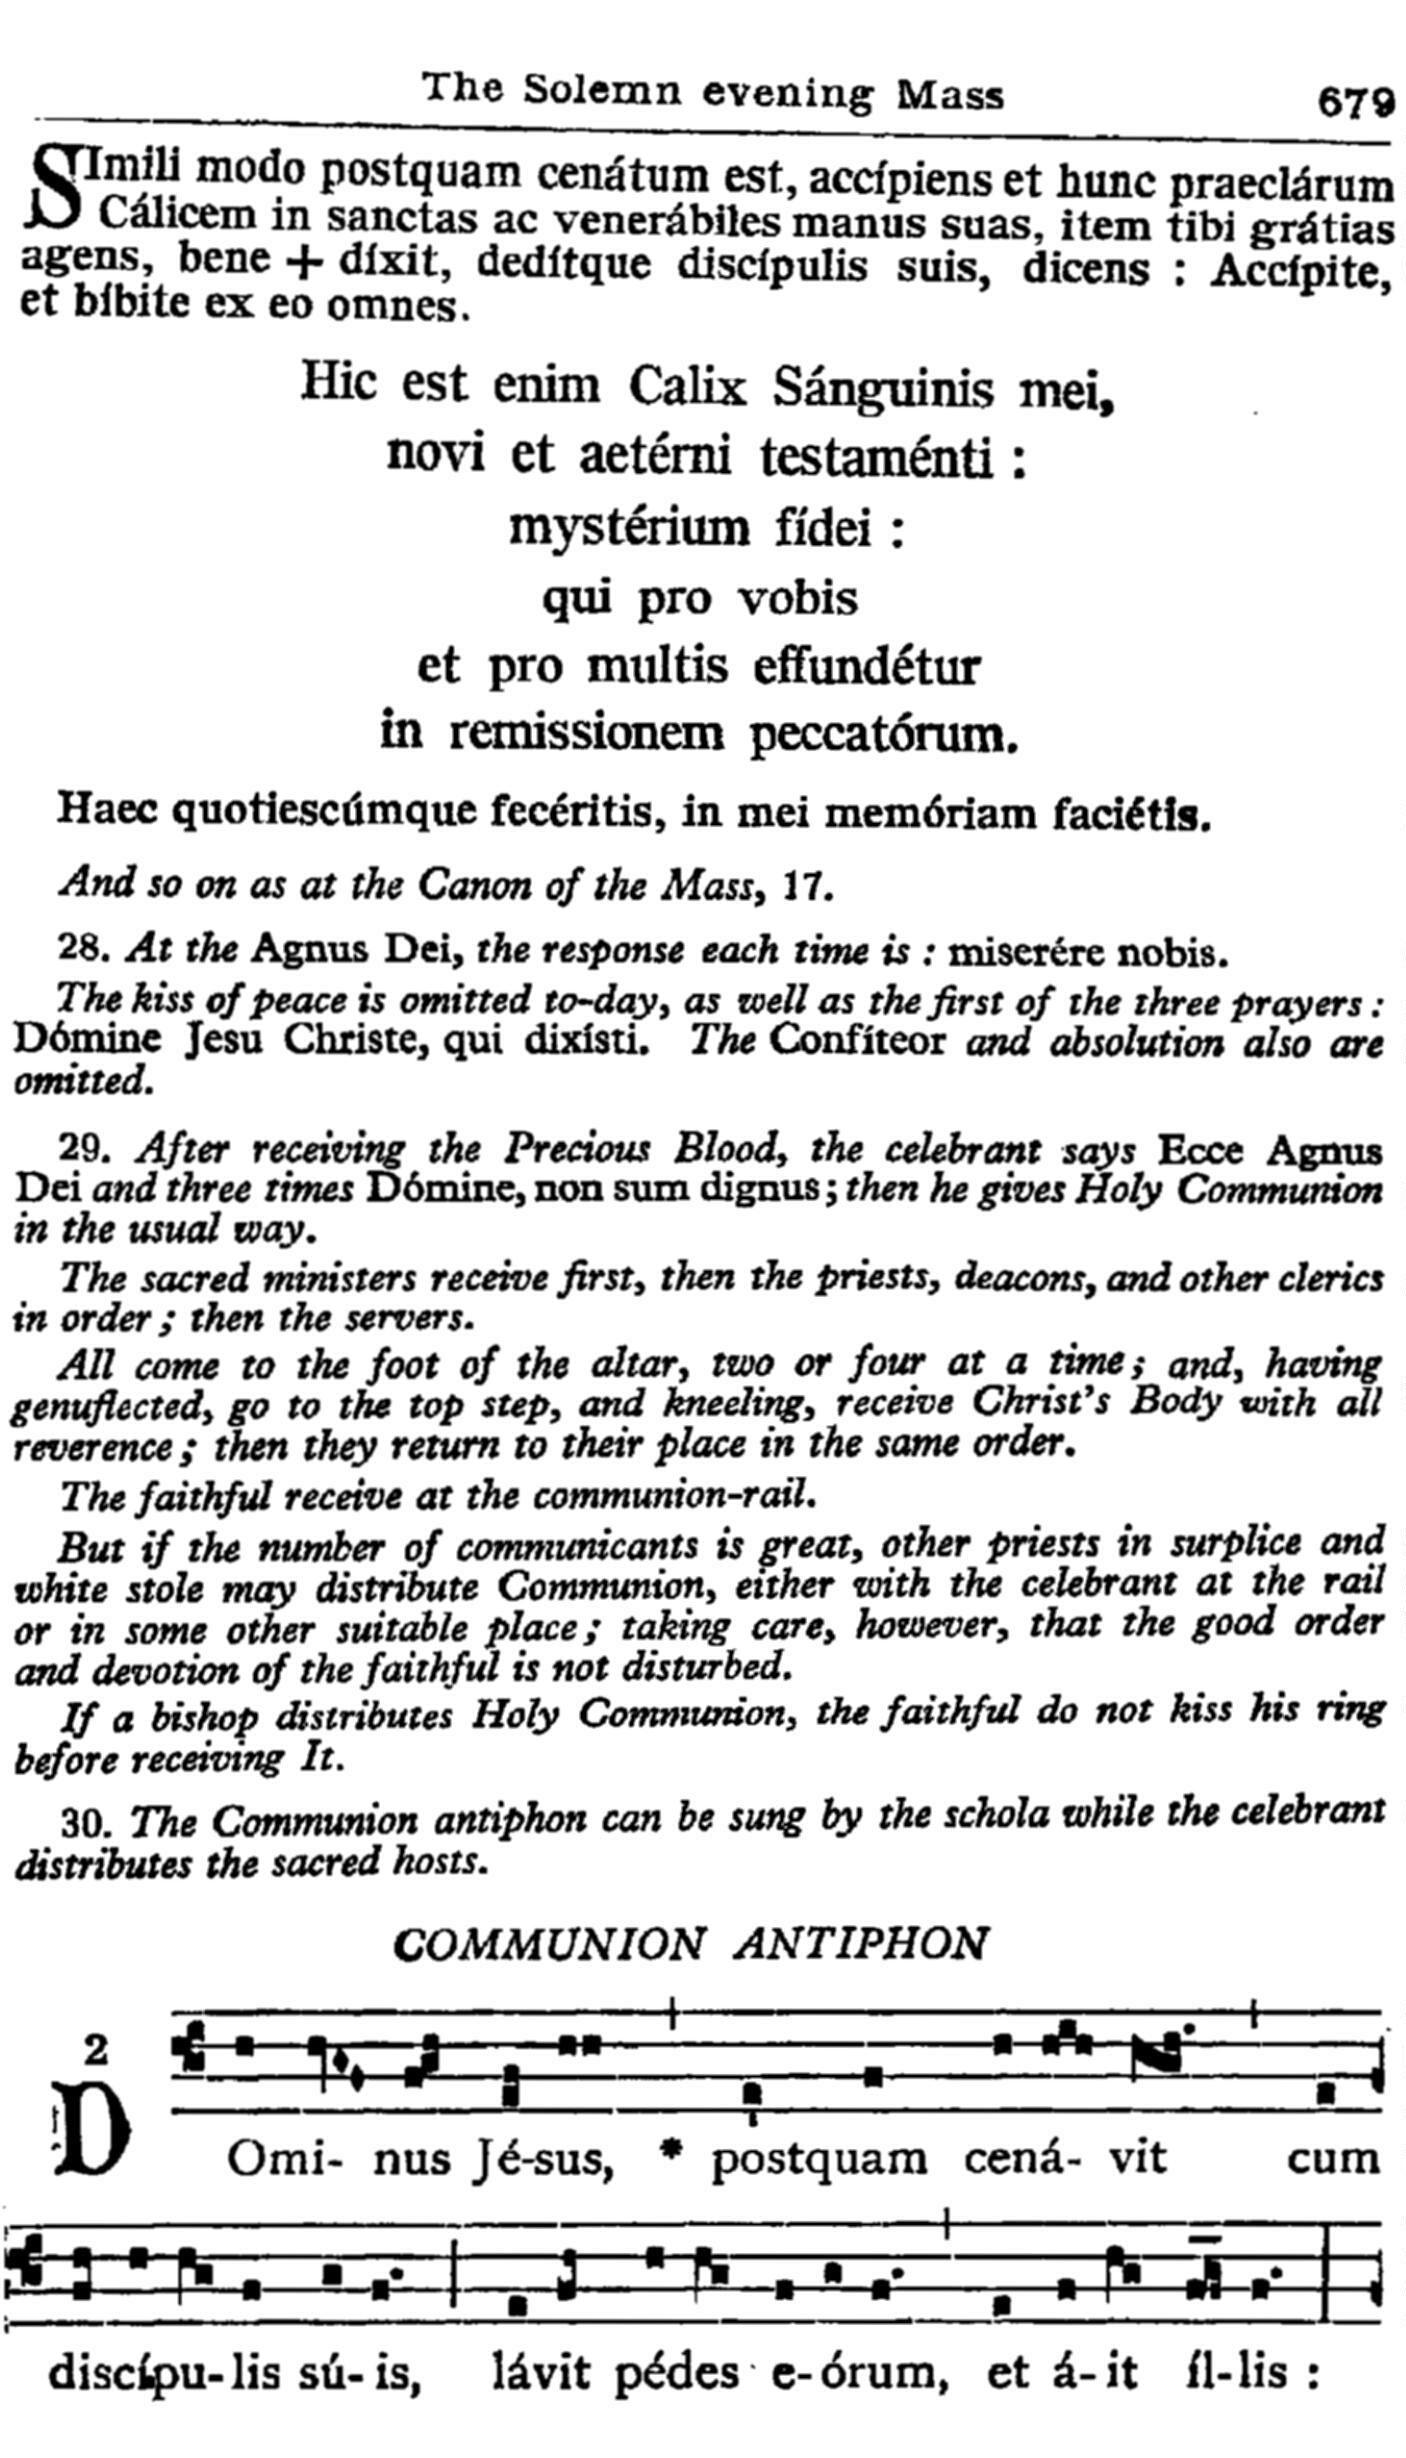 The Solemn evening Mass 679
SImili modo postquam cenátum est, accípiens et hunc praeclárum
Cálicem in sanctas ac venerábiles manus suas, item tibi grátias
agens, bene + díxit, dedítque discípulis suis, dicens : Accípite,
et bíbite ex eo omnes.
Hic est enim Calix Sánguinis mei,
novi et aetérni testaménti :
mystérium fídei :
qui pro vobis
et pro multis effundétur
in remissionem peccatórum.
Haec quotiescúmque fecéritis, in mei memóriam faciétis.
And so on as at the Canon of the Mass, 17.
28. At the Agnus Dei, the response each time is : miserére nobis.
The kiss of peace is omitted to-day, as well as the first of the three prayers :
Dómine Jesu Christe, qui dixísti. The Confíteor and absolution also are
omitted.
29. After receiving the Precious Blood, the celebrant says Ecce Agnus
Dei and three times Dómine, non sum dignus; then he gives Holy Communion
in the usual way.
The sacred ministers receive first, then the priests, deacons, and other clerics
in order; then the servers.
All come to the foot of the altar, two or four at a time; and, having
genuflected, go to the top step, and kneeling, receive Christ's Body with all
reverence; then they return to their place in the same order.
The faithful receive at the communion-rail.
But if the number of communicants is great, other priests in surplice and
white stole may distribute Communion, either with the celebrant at the rail
or in some other suitable place; taking care, however, that the good order
and devotion of the faithful is not disturbed.
If a bishop distributes Holy Communion, the faithful do not kiss his ring
before receiving It.
30. The Communion antiphon can be sung by the schola while the celebrant
distributes the sacred hosts.
COMMUNION ANTIPHON
2
DOmi- nus Jé-sus, * postquam cená- vit cum
discípu-lis sú-is, lávit pédes e-órum, et á-it íl-lis :